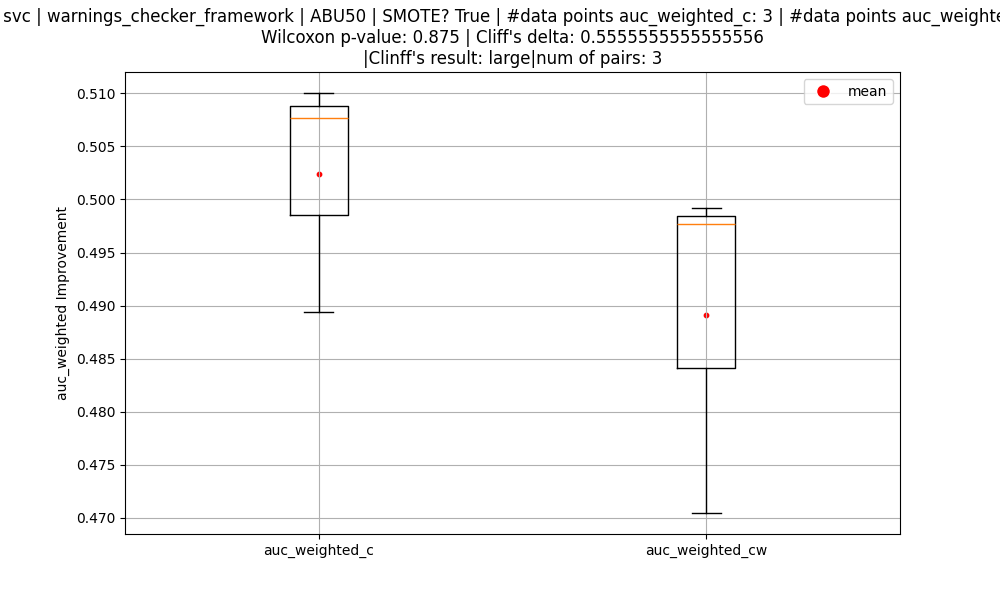 svc | warnings_checker_framework | ABU50 | SMOTE? True | #data points auc_weighted_c: 3 | #data points
Wilcoxon p-value: 0.875 | Cliff's delta: 0.5555555555555556
|Clinff's result: large|num of pairs: 3
mean
auc_weighted Improvement
0.510
0.505
0.500
0.495
0.490
0.485
0.480
0.475
0.470
auc_weighted_c
auc_weighted_cw